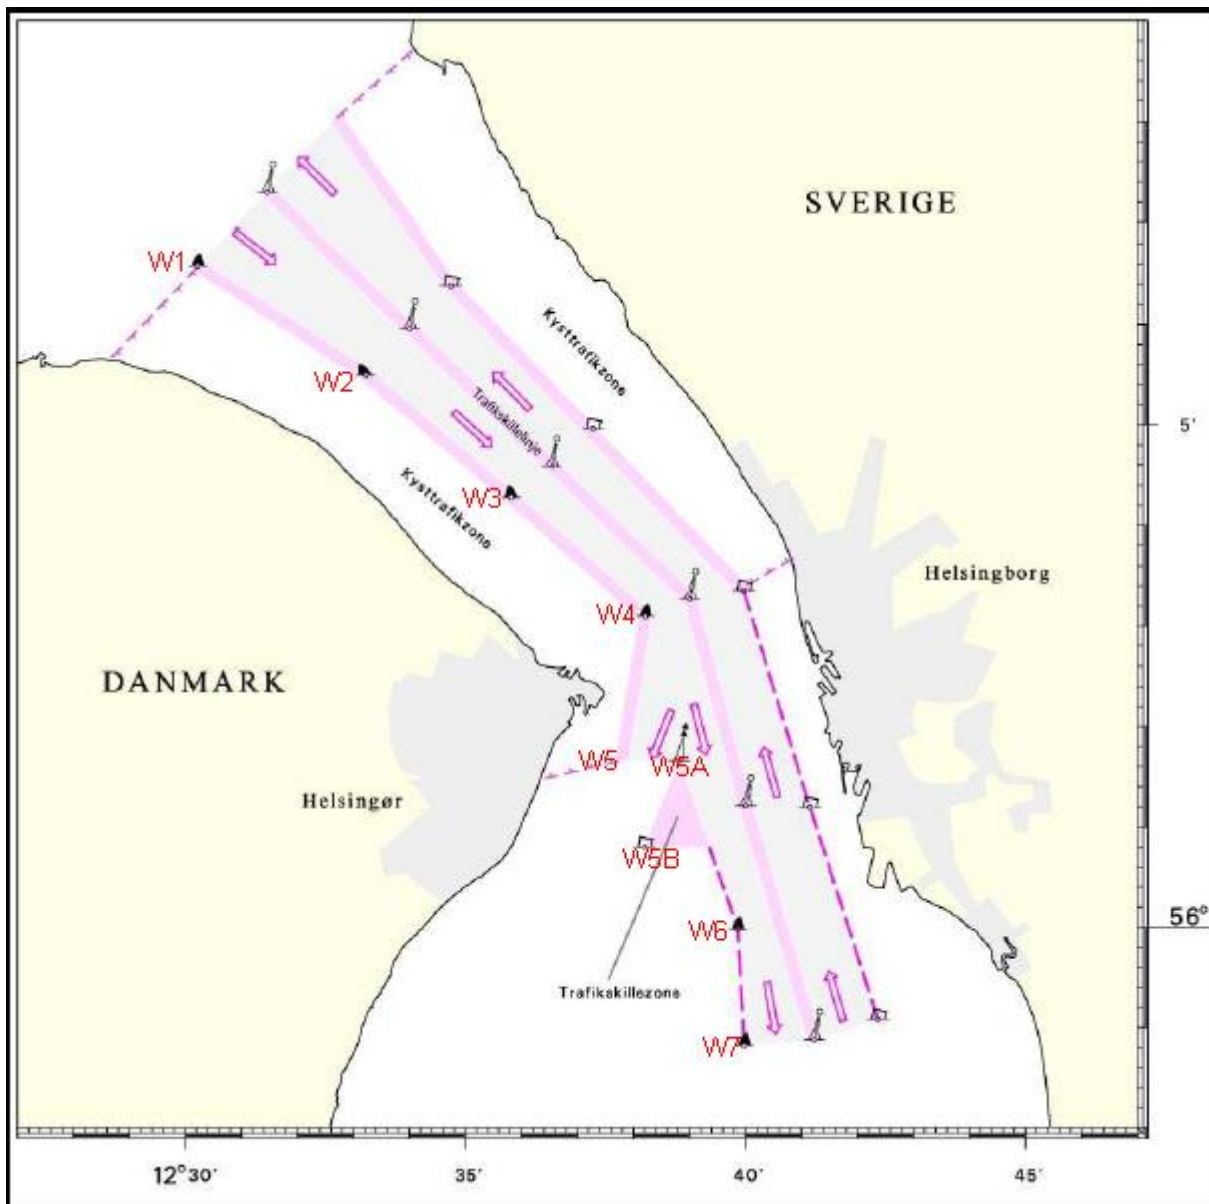 SVERIGE
W1
Kysttrafikzone
W2
Trafikskillelinje
5'
Kysttrafikzone
W3
Helsingborg
W4
DANMARK
W5
W5A
Helsingør
W5B
56°
W6
Trafikskillezone
W7
12°30'
35'
40'
45'